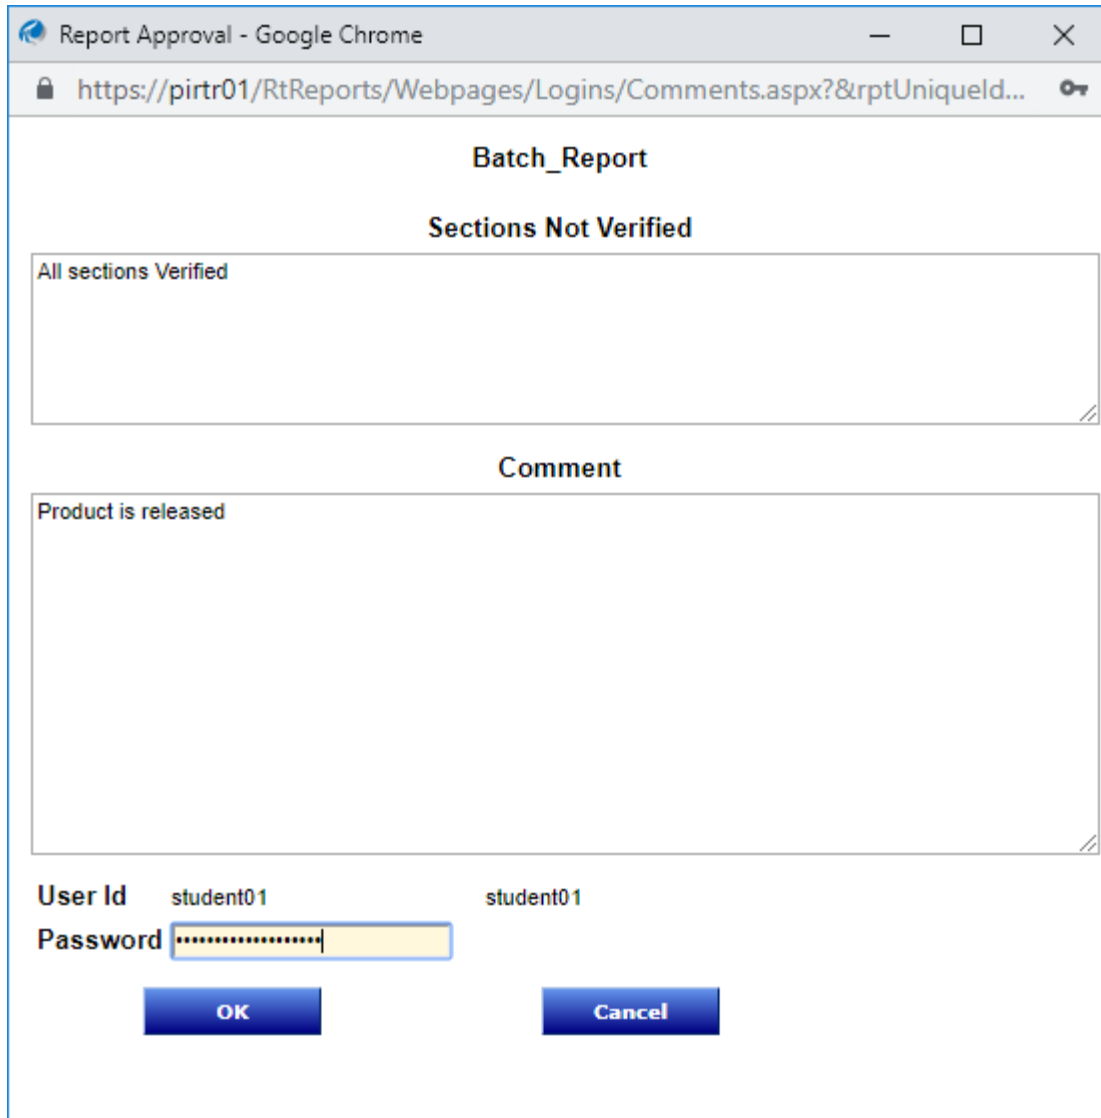 Report Approval - Google Chrome
https://pirtr01/RtReports/Webpages/Logins/Comments.aspx?&rptUniqueId...
Batch_Report
Sections Not Verified
All sections Verified
Comment
Product is released
User Id student01 student01
Password •••••••••••••••••••
OK Cancel